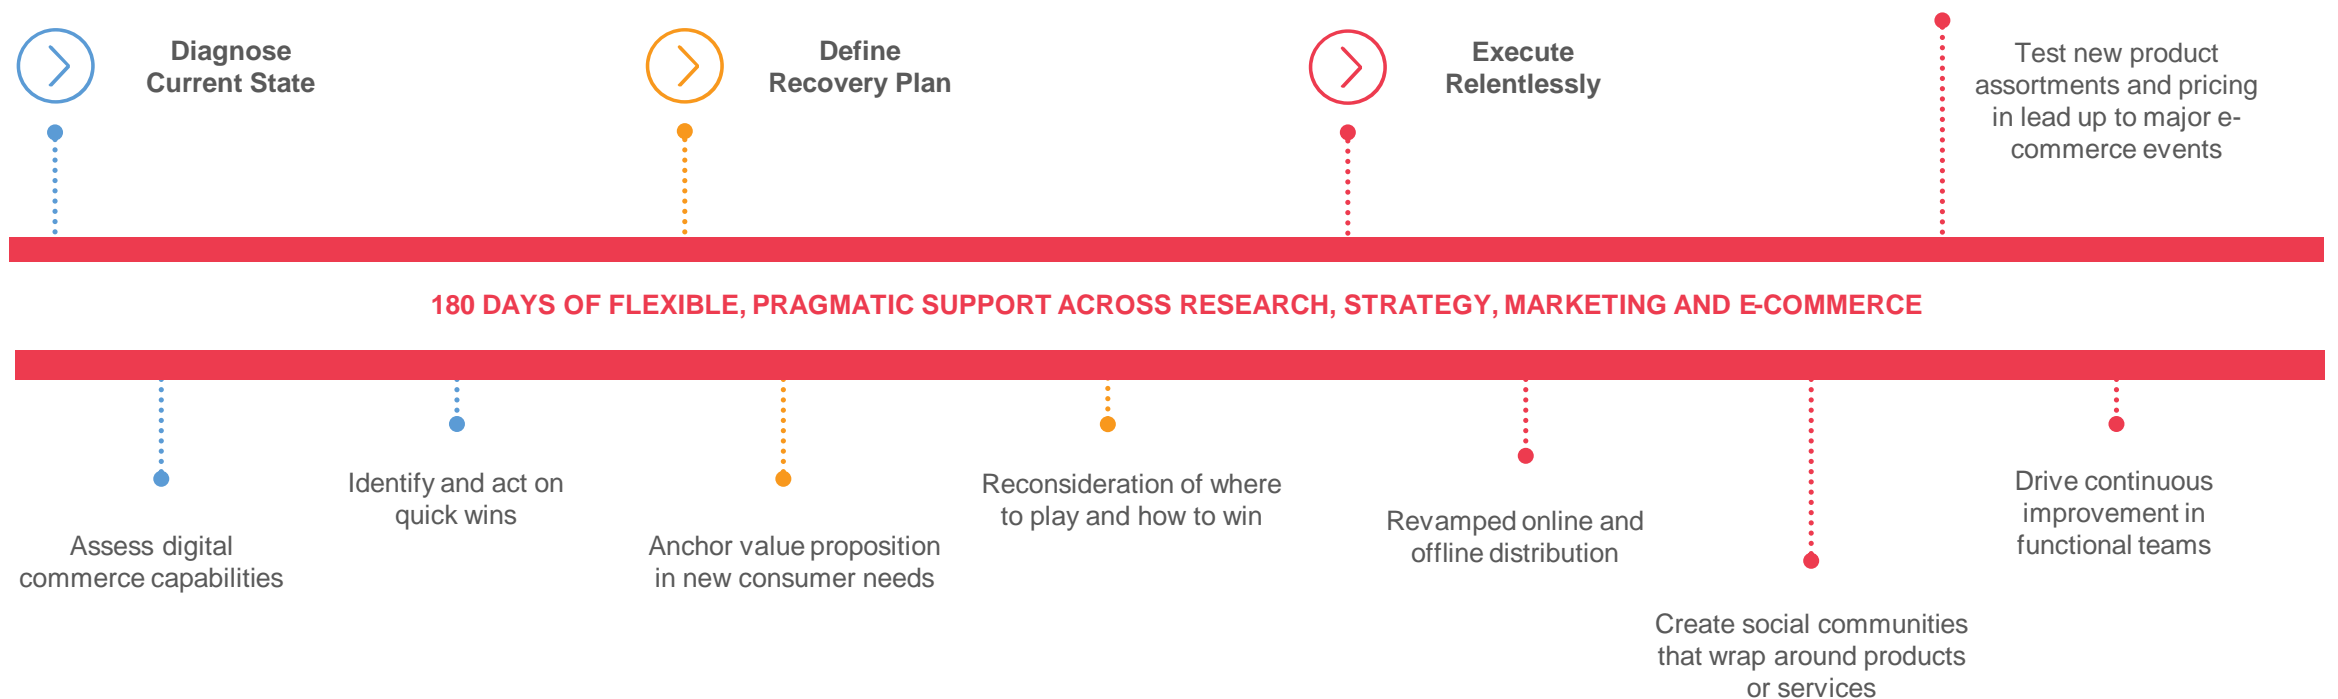 Diagnose
Current State
Define
Recovery Plan
Execute
Relentlessly
Test new product
assortments and pricing
in lead up to major e-
commerce events
180 DAYS OF FLEXIBLE, PRAGMATIC SUPPORT ACROSS RESEARCH, STRATEGY, MARKETING AND E-COMMERCE
Assess digital
commerce capabilities
Identify and act on
quick wins
Anchor value proposition
in new consumer needs
Reconsideration of where
to play and how to win
Revamped online and
offline distribution
Create social communities
that wrap around products
or services
Drive continuous
improvement in
functional teams